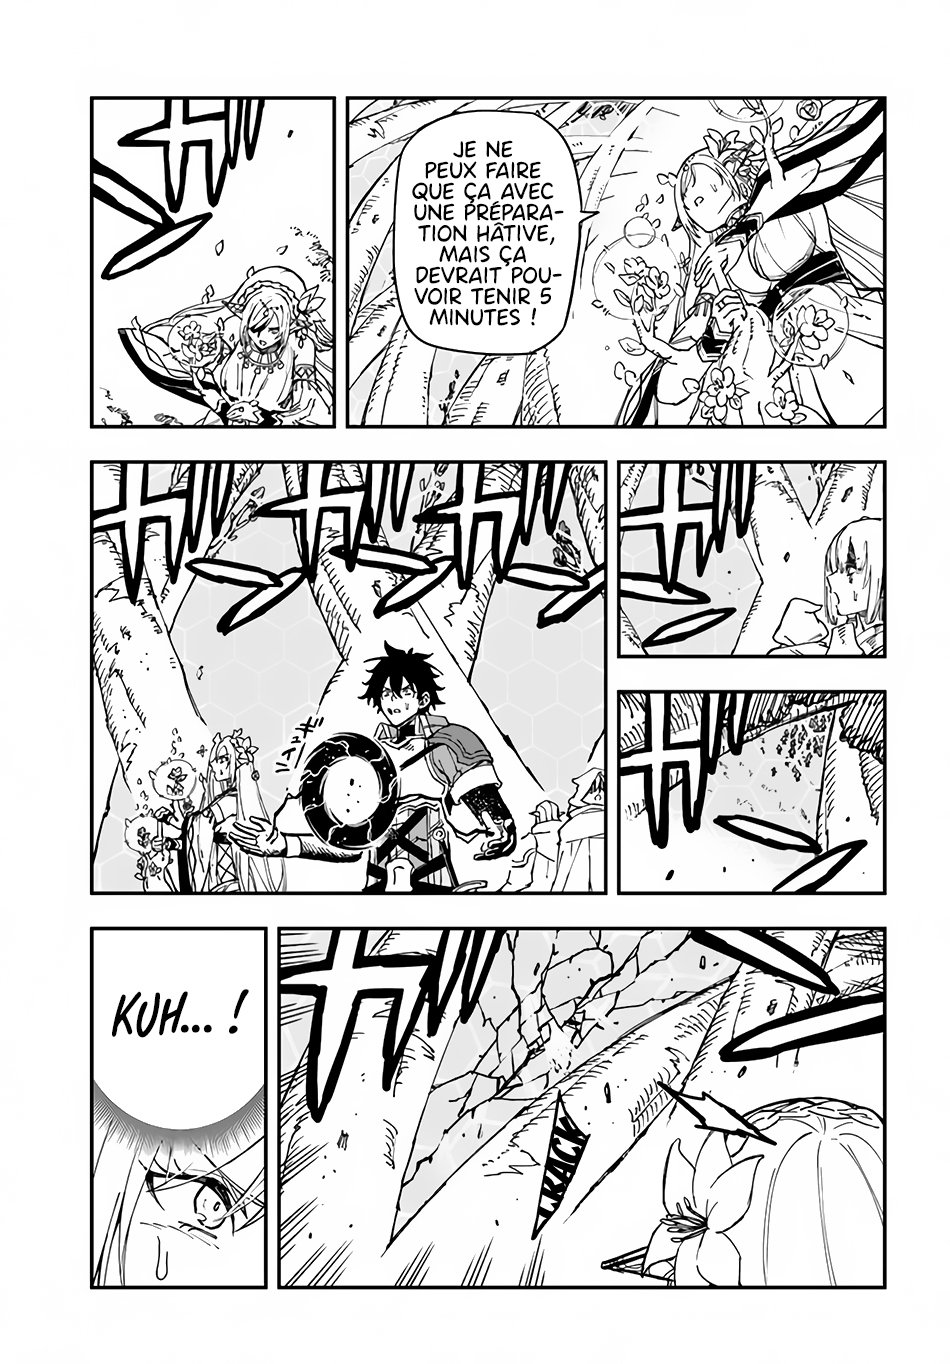 JE NE
PEUX FAIRE
QUE ÇA AVEC
UNE PRÉPARA-
TION HÂTIVE,
MAIS ÇA
DEVRAIT POU-
VOIR TENIR 5
MINUTES !
KUH... !
CRACK